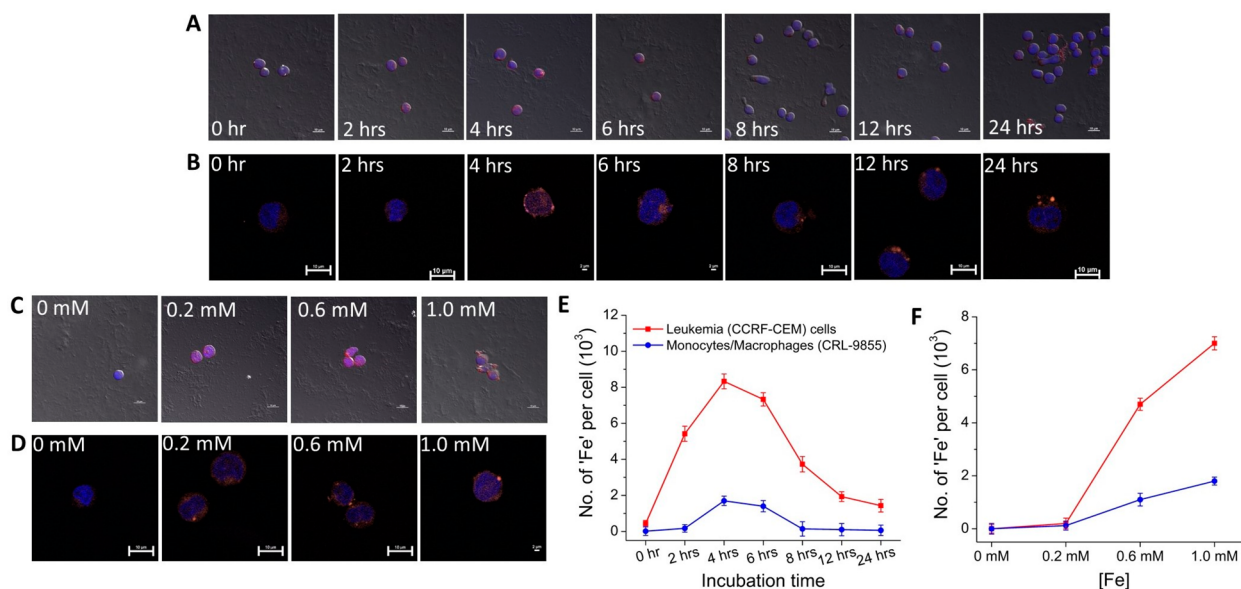 A
0 hr
2 hrs
4 hrs
6 hrs
8 hrs
12 hrs
24 hrs
B
0 hr
2 hrs
4 hrs
6 hrs
8 hrs
12 hrs
24 hrs
10 μm
10 μm
2 μm
2 μm
10 μm
10 μm
10 μm
C
0 mM
0.2 mM
0.6 mM
1.0 mM
D
0 mM
0.2 mM
0.6 mM
1.0 mM
10 μm
10 μm
10 μm
2 μm
E
No. of 'Fe' per cell (10³)
12
10
8
6
4
2
0
Leukemia (CCRF-CEM) cells
Monocytes/Macrophages (CRL-9855)
0 hr
2 hrs
4 hrs
6 hrs
8 hrs
12 hrs
24 hrs
Incubation time
F
No. of 'Fe' per cell (10³)
8
6
4
2
0
0 mM
0.2 mM
0.6 mM
1.0 mM
[Fe]